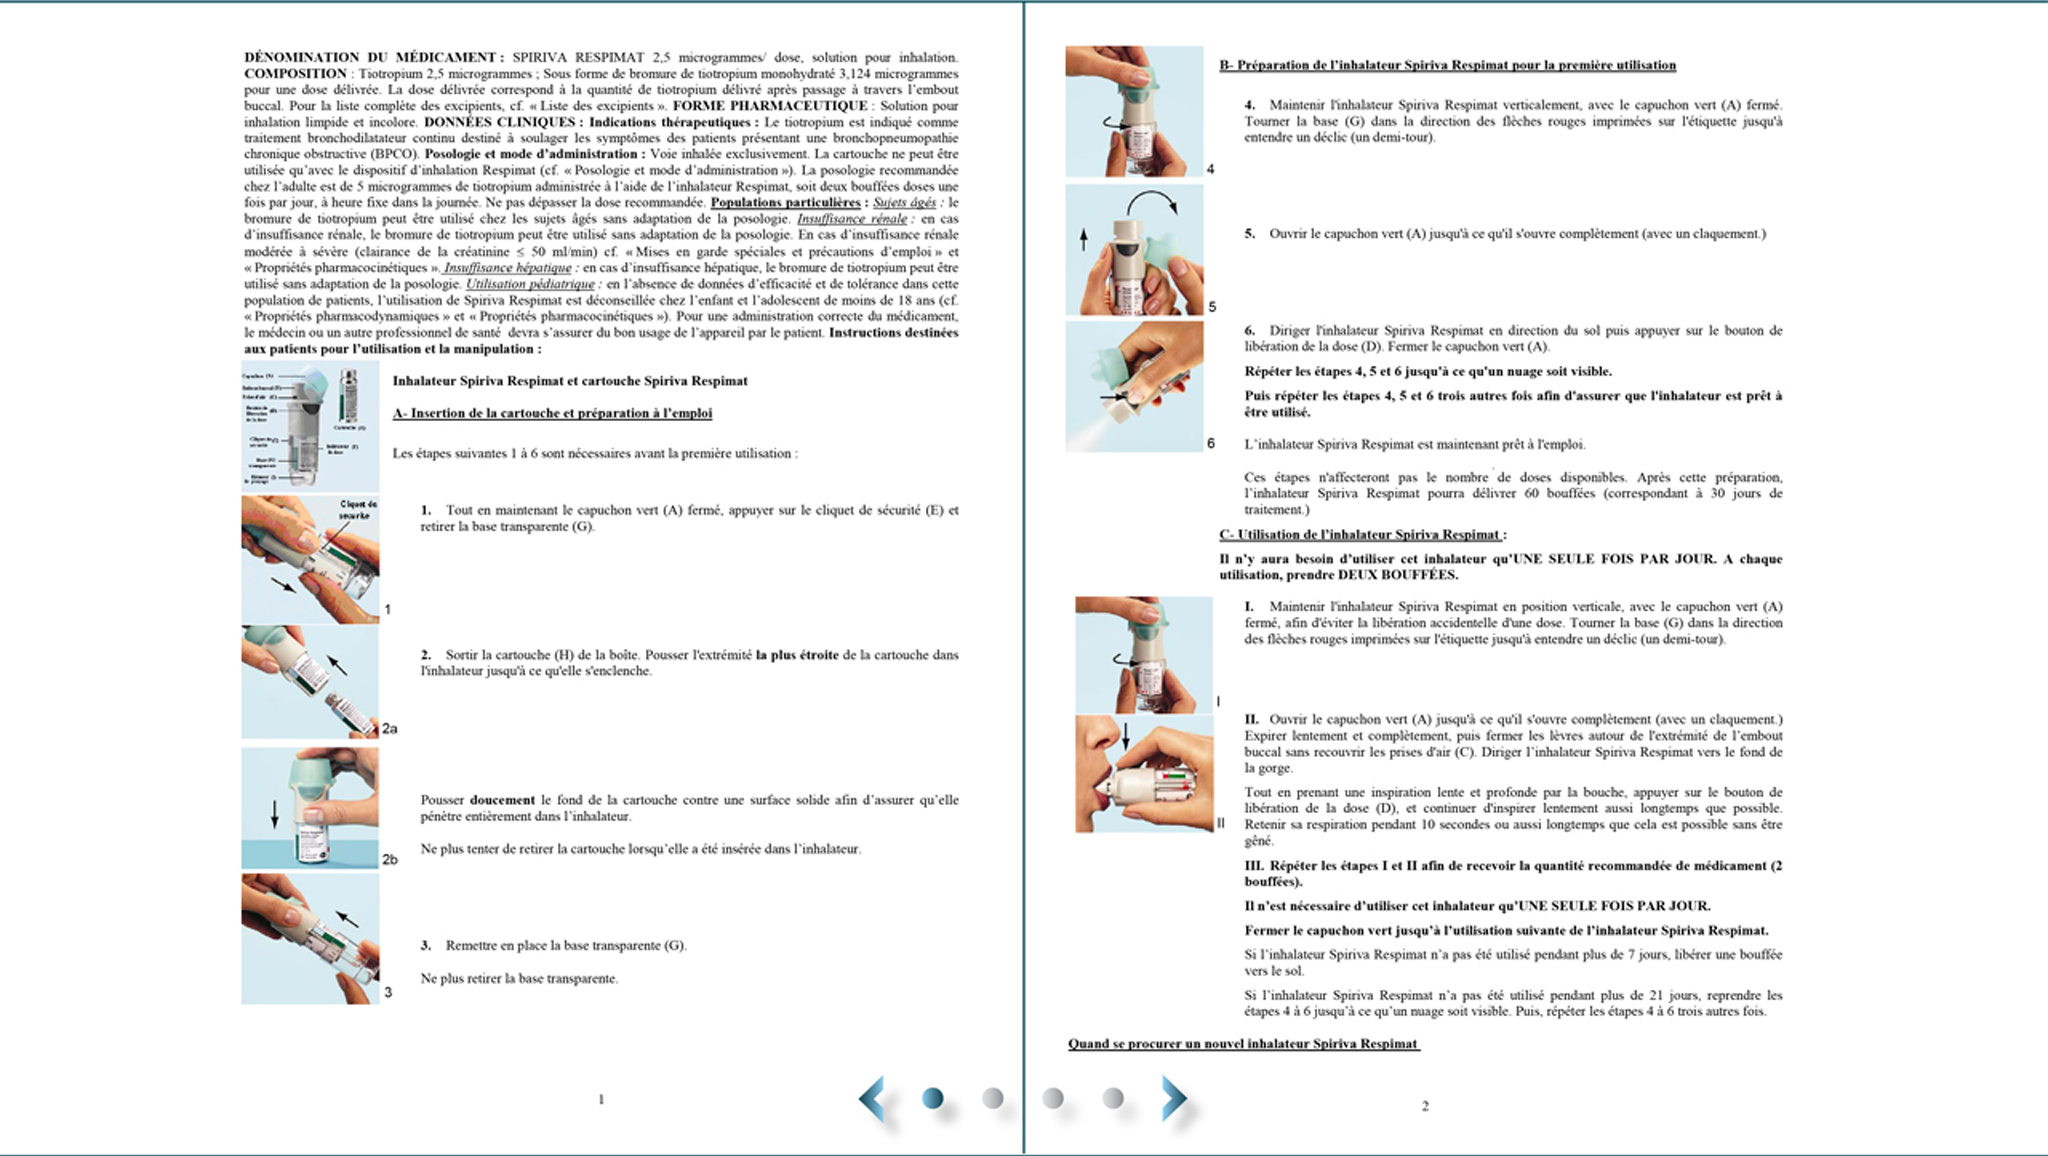 DÉNOMINATION DU MÉDICAMENT : SPIRIVA RESPIMAT 2,5 microgrammes/ dose, solution pour inhalation.
COMPOSITION : Tiotropium 2,5 microgrammes ; Sous forme de bromure de tiotropium monohydraté 3,124 microgrammes
pour une dose délivrée. La dose délivrée correspond à la quantité de tiotropium délivré après passage à travers l'embout
buccal. Pour la liste complète des excipients, cf. « Liste des excipients ». FORME PHARMACEUTIQUE : Solution pour
inhalation limpide et incolore. DONNÉES CLINIQUES : Indications thérapeutiques : Le tiotropium est indiqué comme
traitement bronchodilatateur continu destiné à soulager les symptômes des patients présentant une bronchopneumopathie
chronique obstructive (BPCO). Posologie et mode d'administration : Voie inhalée exclusivement. La cartouche ne peut être
utilisée qu'avec le dispositif d'inhalation Respimat (cf. « Posologie et mode d'administration »). La posologie recommandée
chez l'adulte est de 5 microgrammes de tiotropium administrée à l'aide de l'inhalateur Respimat, soit deux bouffées doses une
fois par jour, à heure fixe dans la journée. Ne pas dépasser la dose recommandée. Populations particulières : Sujets âgés : le
bromure de tiotropium peut être utilisé chez les sujets âgés sans adaptation de la posologie. Insuffisance rénale : en cas
d'insuffisance rénale, le bromure de tiotropium peut être utilisé sans adaptation de la posologie. En cas d'insuffisance rénale
modérée à sévère (clairance de la créatinine ≤ 50 ml/min) cf. « Mises en garde spéciales et précautions d'emploi » et
« Propriétés pharmacocinétiques ». Insuffisance hépatique : en cas d'insuffisance hépatique, le bromure de tiotropium peut être
utilisé sans adaptation de la posologie. Utilisation pédiatrique : en l'absence de données d'efficacité et de tolérance dans cette
population de patients, l'utilisation de Spiriva Respimat est déconseillée chez l'enfant et l'adolescent de moins de 18 ans (cf.
« Propriétés pharmacodynamiques » et « Propriétés pharmacocinétiques »). Pour une administration correcte du médicament,
le médecin ou un autre professionnel de santé devra s'assurer du bon usage de l'appareil par le patient. Instructions destinées
aux patients pour l'utilisation et la manipulation :
Inhalateur Spiriva Respimat et cartouche Spiriva Respimat
A- Insertion de la cartouche et préparation à l'emploi
Les étapes suivantes 1 à 6 sont nécessaires avant la première utilisation :
Cliquet de
securite
1
1. Tout en maintenant le capuchon vert (A) fermé, appuyer sur le cliquet de sécurité (E) et
retirer la base transparente (G).
2a
2. Sortir la cartouche (H) de la boîte. Pousser l'extrémité la plus étroite de la cartouche dans
l'inhalateur jusqu'à ce qu'elle s'enclenche.
2b
Pousser doucement le fond de la cartouche contre une surface solide afin d'assurer qu'elle
pénètre entièrement dans l'inhalateur.
Ne plus tenter de retirer la cartouche lorsqu'elle a été insérée dans l'inhalateur.
3
3. Remettre en place la base transparente (G).
Ne plus retirer la base transparente.
1
B- Préparation de l'inhalateur Spiriva Respimat pour la première utilisation
4
4. Maintenir l'inhalateur Spiriva Respimat verticalement, avec le capuchon vert (A) fermé.
Tourner la base (G) dans la direction des flèches rouges imprimées sur l'étiquette jusqu'à
entendre un déclic (un demi-tour).
5
5. Ouvrir le capuchon vert (A) jusqu'à ce qu'il s'ouvre complètement (avec un claquement.)
6
6. Diriger l'inhalateur Spiriva Respimat en direction du sol puis appuyer sur le bouton de
libération de la dose (D). Fermer le capuchon vert (A).
Répéter les étapes 4, 5 et 6 jusqu'à ce qu'un nuage soit visible.
Puis répéter les étapes 4, 5 et 6 trois autres fois afin d'assurer que l'inhalateur est prêt à
être utilisé.
L'inhalateur Spiriva Respimat est maintenant prêt à l'emploi.
Ces étapes n'affecteront pas le nombre de doses disponibles. Après cette préparation,
l'inhalateur Spiriva Respimat pourra délivrer 60 bouffées (correspondant à 30 jours de
traitement.)
C- Utilisation de l'inhalateur Spiriva Respimat :
Il n'y aura besoin d'utiliser cet inhalateur qu'UNE SEULE FOIS PAR JOUR. A chaque
utilisation, prendre DEUX BOUFFÉES.
I
I. Maintenir l'inhalateur Spiriva Respimat en position verticale, avec le capuchon vert (A)
fermé, afin d'éviter la libération accidentelle d'une dose. Tourner la base (G) dans la direction
des flèches rouges imprimées sur l'étiquette jusqu'à entendre un déclic (un demi-tour).
II
II. Ouvrir le capuchon vert (A) jusqu'à ce qu'il s'ouvre complètement (avec un claquement.)
Expirer lentement et complètement, puis fermer les lèvres autour de l'extrémité de l'embout
buccal sans recouvrir les prises d'air (C). Diriger l'inhalateur Spiriva Respimat vers le fond de
la gorge.
Tout en prenant une inspiration lente et profonde par la bouche, appuyer sur le bouton de
libération de la dose (D), et continuer d'inspirer lentement aussi longtemps que possible.
Retenir sa respiration pendant 10 secondes ou aussi longtemps que cela est possible sans être
gêné.
III. Répéter les étapes I et II afin de recevoir la quantité recommandée de médicament (2
bouffées).
Il n'est nécessaire d'utiliser cet inhalateur qu'UNE SEULE FOIS PAR JOUR.
Fermer le capuchon vert jusqu'à l'utilisation suivante de l'inhalateur Spiriva Respimat.
Si l'inhalateur Spiriva Respimat n'a pas été utilisé pendant plus de 7 jours, libérer une bouffée
vers le sol.
Si l'inhalateur Spiriva Respimat n'a pas été utilisé pendant plus de 21 jours, reprendre les
étapes 4 à 6 jusqu'à ce qu'un nuage soit visible. Puis, répéter les étapes 4 à 6 trois autres fois.
Quand se procurer un nouvel inhalateur Spiriva Respimat
2